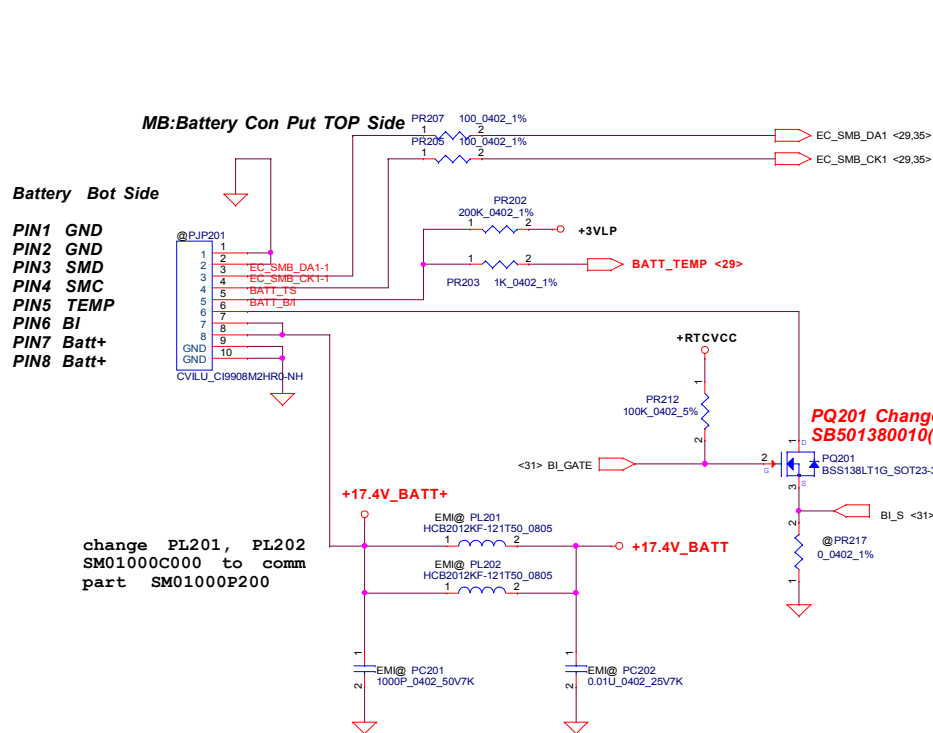 MB:Battery Con Put TOP Side
PR207 100_0402_1%
1 2
EC_SMB_DA1 <29,35>
PR205 100_0402_1%
1 2
EC_SMB_CK1 <29,35>
Battery Bot Side
PIN1 GND
PIN2 GND
PIN3 SMD
PIN4 SMC
PIN5 TEMP
PIN6 BI
PIN7 Batt+
PIN8 Batt+
PR202
200K_0402_1%
1 2
+3VLP
1 2
BATT_TEMP <29>
PR203 1K_0402_1%
@PJP201
1 1
2 2
3 3 EC_SMB_DA1-1
4 4 EC_SMB_CK1-1
5 5 BATT_TS
6 6 BATT_B/I
7 7
8 8
GND 9
GND 10
CVILU_CI9908M2HR0-NH
+RTCVCC
1
PR212
100K_0402_5%
2
<31> BI_GATE
PQ201 Chang
SB501380010(
1 D
2 G
PQ201
BSS138LT1G_SOT23-3
3 S
BI_S <31>
2
@PR217
0_0402_1%
1
+17.4V_BATT+
EMI@ PL201
HCB2012KF-121T50_0805
1 2
+17.4V_BATT
EMI@ PL202
HCB2012KF-121T50_0805
1 2
change PL201, PL202
SM01000C000 to comm
part SM01000P200
1
EMI@ PC201
1000P_0402_50V7K
2
1
EMI@ PC202
0.01U_0402_25V7K
2